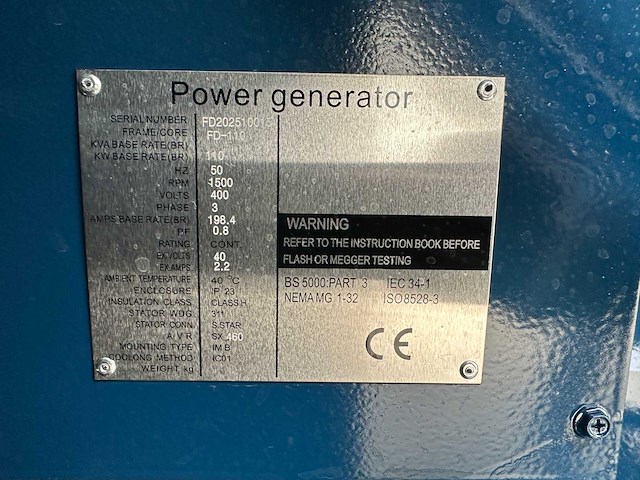 Power generator
SERIAL NUMBER FD2025100
FRAME/CORE FD-110
KVA BASE RATE(BR)
KW BASE RATE(BR) 110
HZ 50
RPM 1500
VOLTS 400
PHASE 3
AMPS BASE RATE(BR) 198.4
PF 0.8
RATING CONT.
EX.VOLTS 40
EX.AMPS 2.2
AMBIENT TEMPERATURE 40 °C
ENCLOSURE IP 23
INSULATION CLASS CLASS.H
STATOR WDG 311
STATOR CONN S.STAR
A.V.R SX 460
MOUNTING TYPE IM B
COOLONG METHOD IC01
WEIGHT, kg
WARNING
REFER TO THE INSTRUCTION BOOK BEFORE
FLASH OR MEGGER TESTING
BS 5000:PART 3 IEC 34-1
NEMA MG 1-32 ISO8528-3
CE